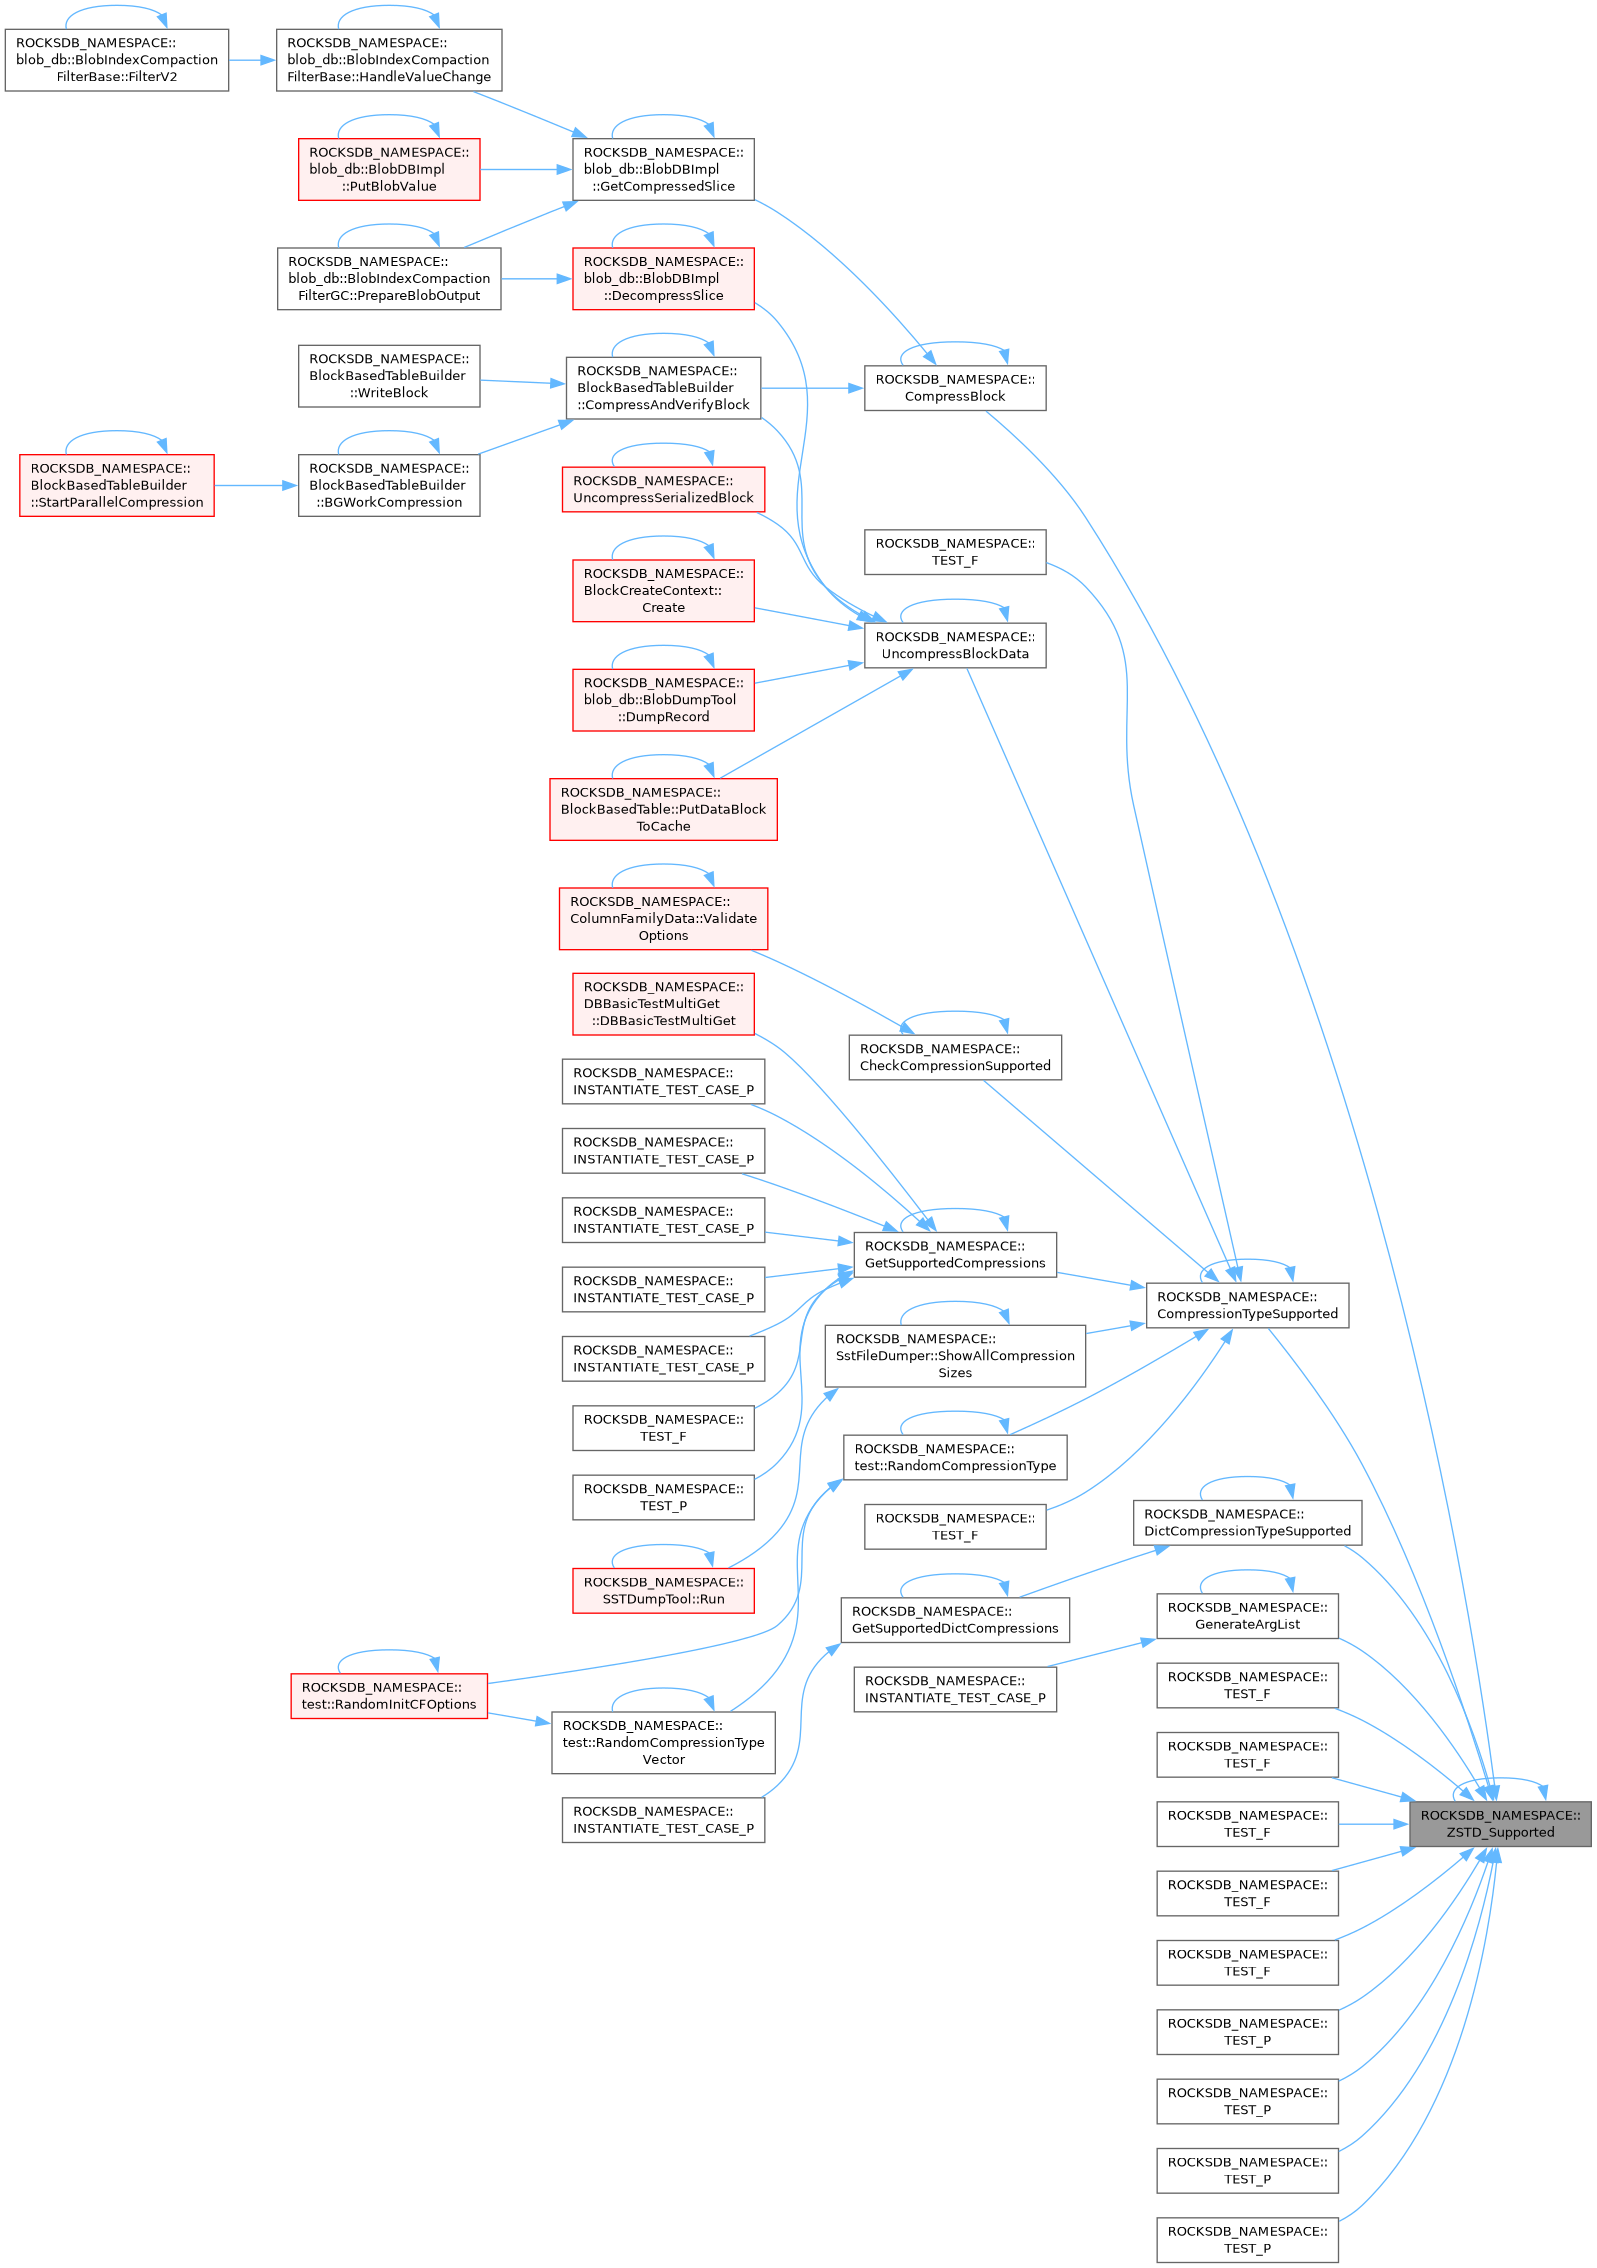 ROCKSDB_NAMESPACE::
blob_db::BlobIndexCompaction
FilterBase::FilterV2
ROCKSDB_NAMESPACE::
blob_db::BlobIndexCompaction
FilterBase::HandleValueChange
ROCKSDB_NAMESPACE::
blob_db::BlobDBImpl
::PutBlobValue
ROCKSDB_NAMESPACE::
blob_db::BlobDBImpl
::GetCompressedSlice
ROCKSDB_NAMESPACE::
blob_db::BlobIndexCompaction
FilterGC::PrepareBlobOutput
ROCKSDB_NAMESPACE::
blob_db::BlobDBImpl
::DecompressSlice
ROCKSDB_NAMESPACE::
BlockBasedTableBuilder
::WriteBlock
ROCKSDB_NAMESPACE::
BlockBasedTableBuilder
::CompressAndVerifyBlock
ROCKSDB_NAMESPACE::
CompressBlock
ROCKSDB_NAMESPACE::
BlockBasedTableBuilder
::StartParallelCompression
ROCKSDB_NAMESPACE::
BlockBasedTableBuilder
::BGWorkCompression
ROCKSDB_NAMESPACE::
UncompressSerializedBlock
ROCKSDB_NAMESPACE::
TEST_F
ROCKSDB_NAMESPACE::
BlockCreateContext::
Create
ROCKSDB_NAMESPACE::
UncompressBlockData
ROCKSDB_NAMESPACE::
blob_db::BlobDumpTool
::DumpRecord
ROCKSDB_NAMESPACE::
BlockBasedTable::PutDataBlock
ToCache
ROCKSDB_NAMESPACE::
ColumnFamilyData::Validate
Options
ROCKSDB_NAMESPACE::
DBBasicTestMultiGet
::DBBasicTestMultiGet
ROCKSDB_NAMESPACE::
CheckCompressionSupported
ROCKSDB_NAMESPACE::
INSTANTIATE_TEST_CASE_P
ROCKSDB_NAMESPACE::
INSTANTIATE_TEST_CASE_P
ROCKSDB_NAMESPACE::
INSTANTIATE_TEST_CASE_P
ROCKSDB_NAMESPACE::
GetSupportedCompressions
ROCKSDB_NAMESPACE::
INSTANTIATE_TEST_CASE_P
ROCKSDB_NAMESPACE::
CompressionTypeSupported
ROCKSDB_NAMESPACE::
INSTANTIATE_TEST_CASE_P
ROCKSDB_NAMESPACE::
SstFileDumper::ShowAllCompression
Sizes
ROCKSDB_NAMESPACE::
TEST_F
ROCKSDB_NAMESPACE::
test::RandomCompressionType
ROCKSDB_NAMESPACE::
TEST_P
ROCKSDB_NAMESPACE::
TEST_F
ROCKSDB_NAMESPACE::
DictCompressionTypeSupported
ROCKSDB_NAMESPACE::
SSTDumpTool::Run
ROCKSDB_NAMESPACE::
GetSupportedDictCompressions
ROCKSDB_NAMESPACE::
GenerateArgList
ROCKSDB_NAMESPACE::
test::RandomInitCFOptions
ROCKSDB_NAMESPACE::
INSTANTIATE_TEST_CASE_P
ROCKSDB_NAMESPACE::
TEST_F
ROCKSDB_NAMESPACE::
test::RandomCompressionType
Vector
ROCKSDB_NAMESPACE::
TEST_F
ROCKSDB_NAMESPACE::
INSTANTIATE_TEST_CASE_P
ROCKSDB_NAMESPACE::
TEST_F
ROCKSDB_NAMESPACE::
ZSTD_Supported
ROCKSDB_NAMESPACE::
TEST_F
ROCKSDB_NAMESPACE::
TEST_F
ROCKSDB_NAMESPACE::
TEST_P
ROCKSDB_NAMESPACE::
TEST_P
ROCKSDB_NAMESPACE::
TEST_P
ROCKSDB_NAMESPACE::
TEST_P